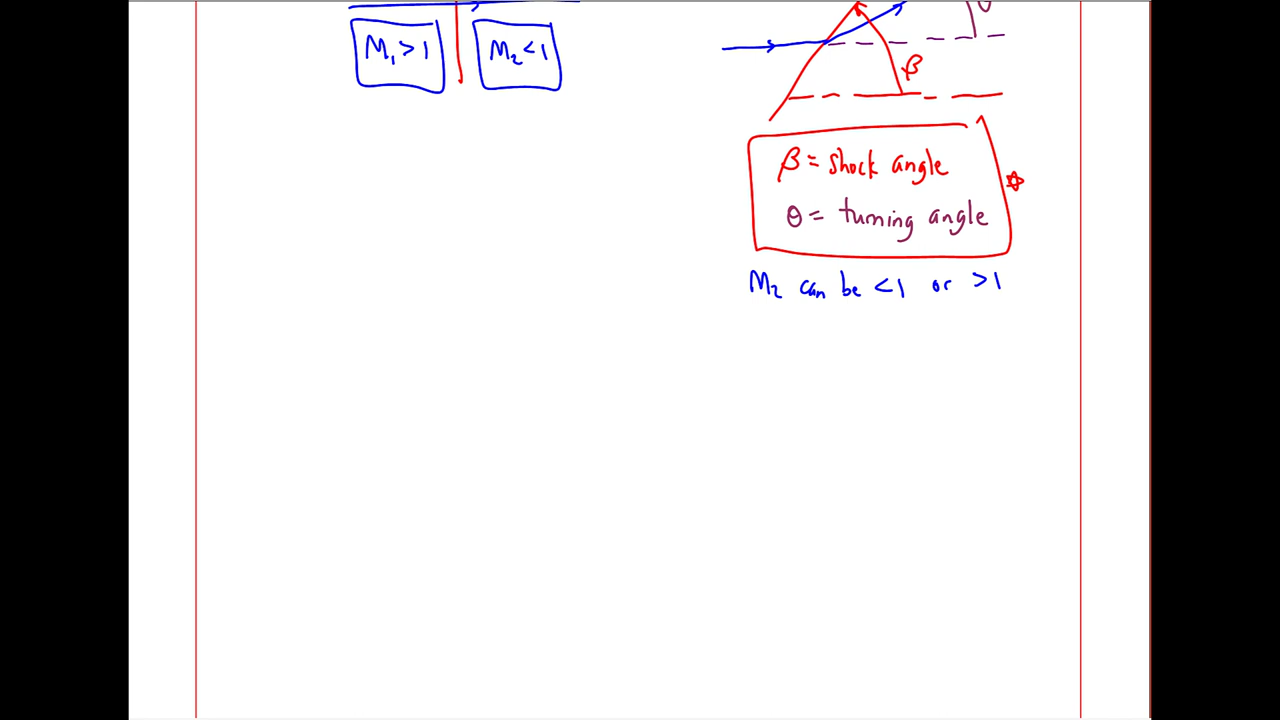 M₁ > 1
M₂ < 1
β
β = shock angle
θ = turning angle
M₂ can be < 1 or > 1